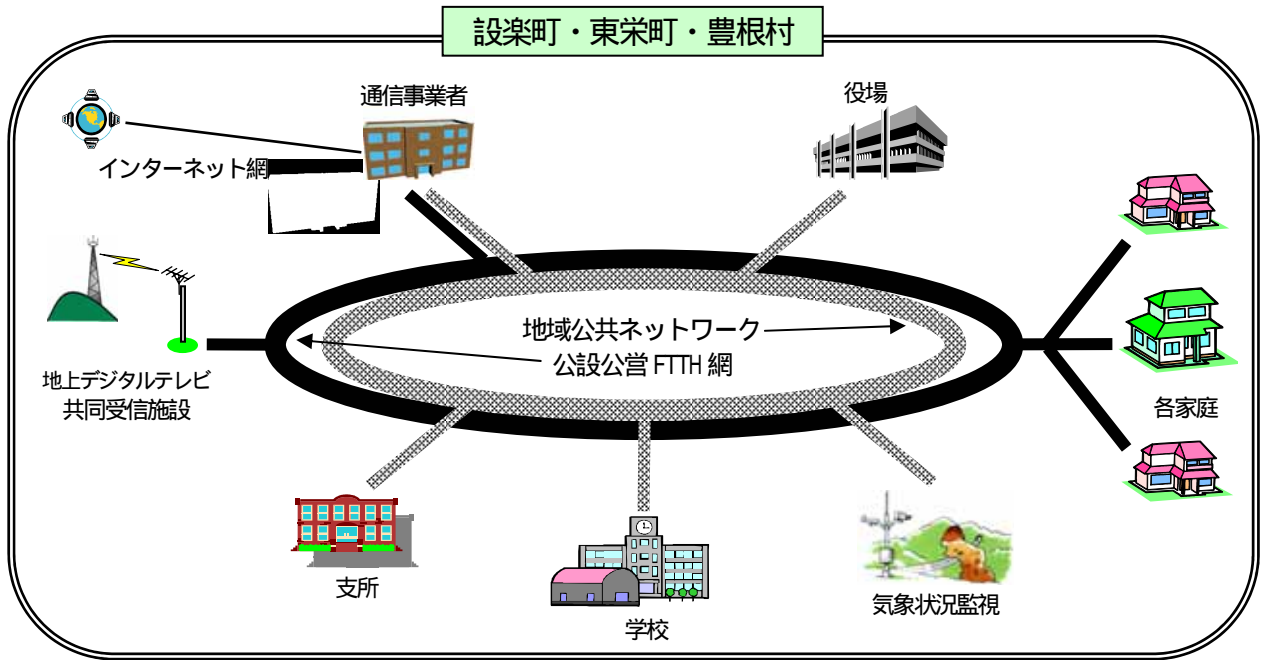 設楽町・東栄町・豊根村
通信事業者
役場
インターネット網
地域公共ネットワーク
公設公営 FTTH 網
地上デジタルテレビ
共同受信施設
各家庭
支所
学校
気象状況監視